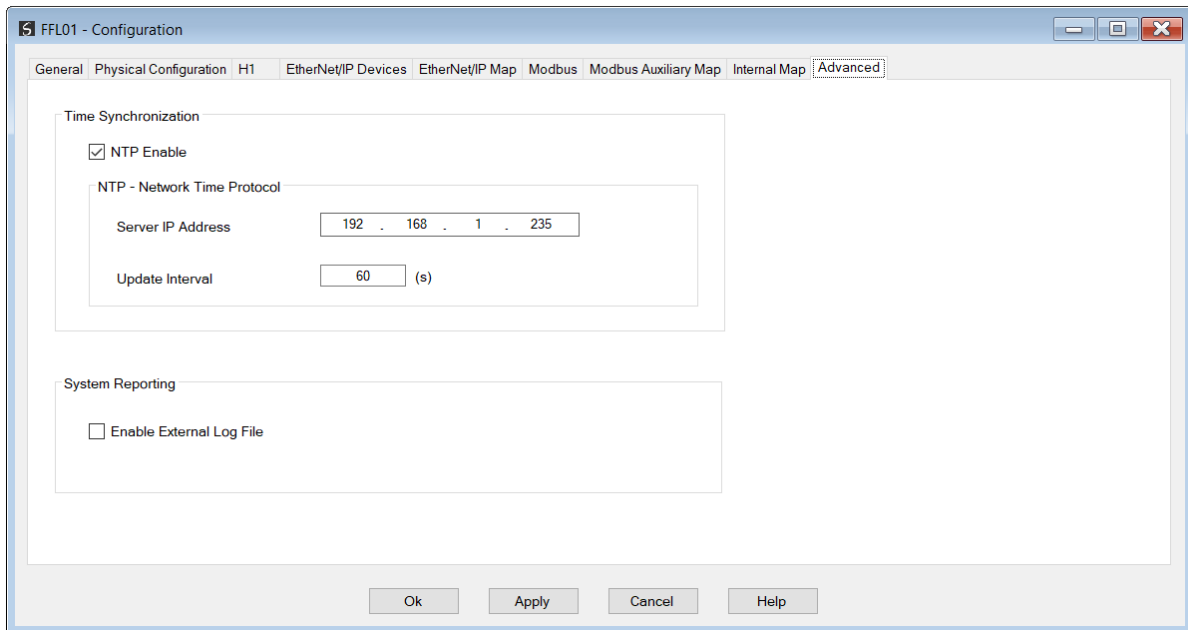 FFL01 - Configuration
General Physical Configuration H1 EtherNet/IP Devices EtherNet/IP Map Modbus Modbus Auxiliary Map Internal Map Advanced
Time Synchronization
NTP Enable
NTP - Network Time Protocol
Server IP Address 192 . 168 . 1 . 235
Update Interval 60 (s)
System Reporting
Enable External Log File
Ok Apply Cancel Help